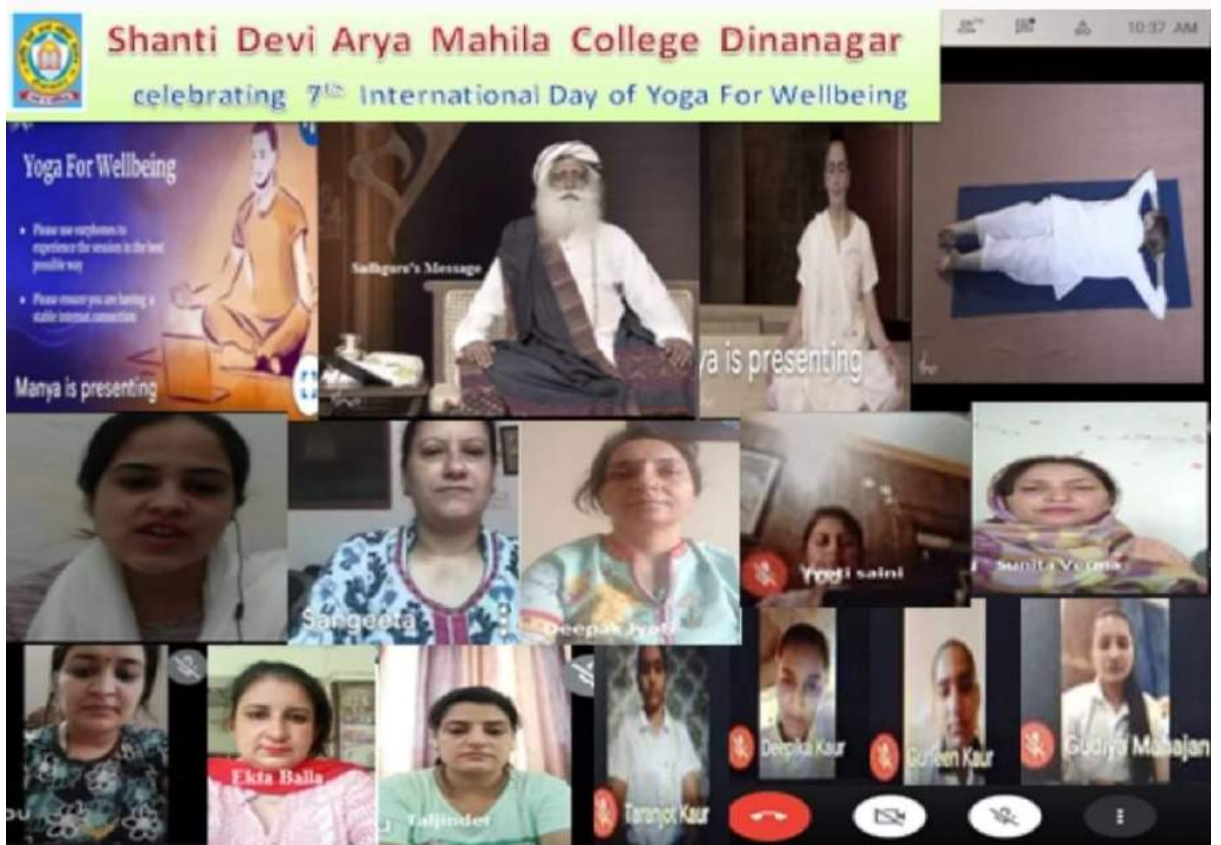 Shanti Devi Arya Mahila College Dinanagar
celebrating 7th International Day of Yoga For Wellbeing
10:37 AM
Yoga For Wellbeing
• Please use earphones to
experience the session in the best
possible way
• Please ensure you are having a
stable internet connection
Manya is presenting
Sadhguru's Message
ya is presenting
Sangeeta
Deepak Jyoti
Jyoti saini
Sunita Verma
ou
Ekta Balla
Taljinder
Taranjot Kaur
Deepika Kaur
Gurleen Kaur
Gudiya Mahajan